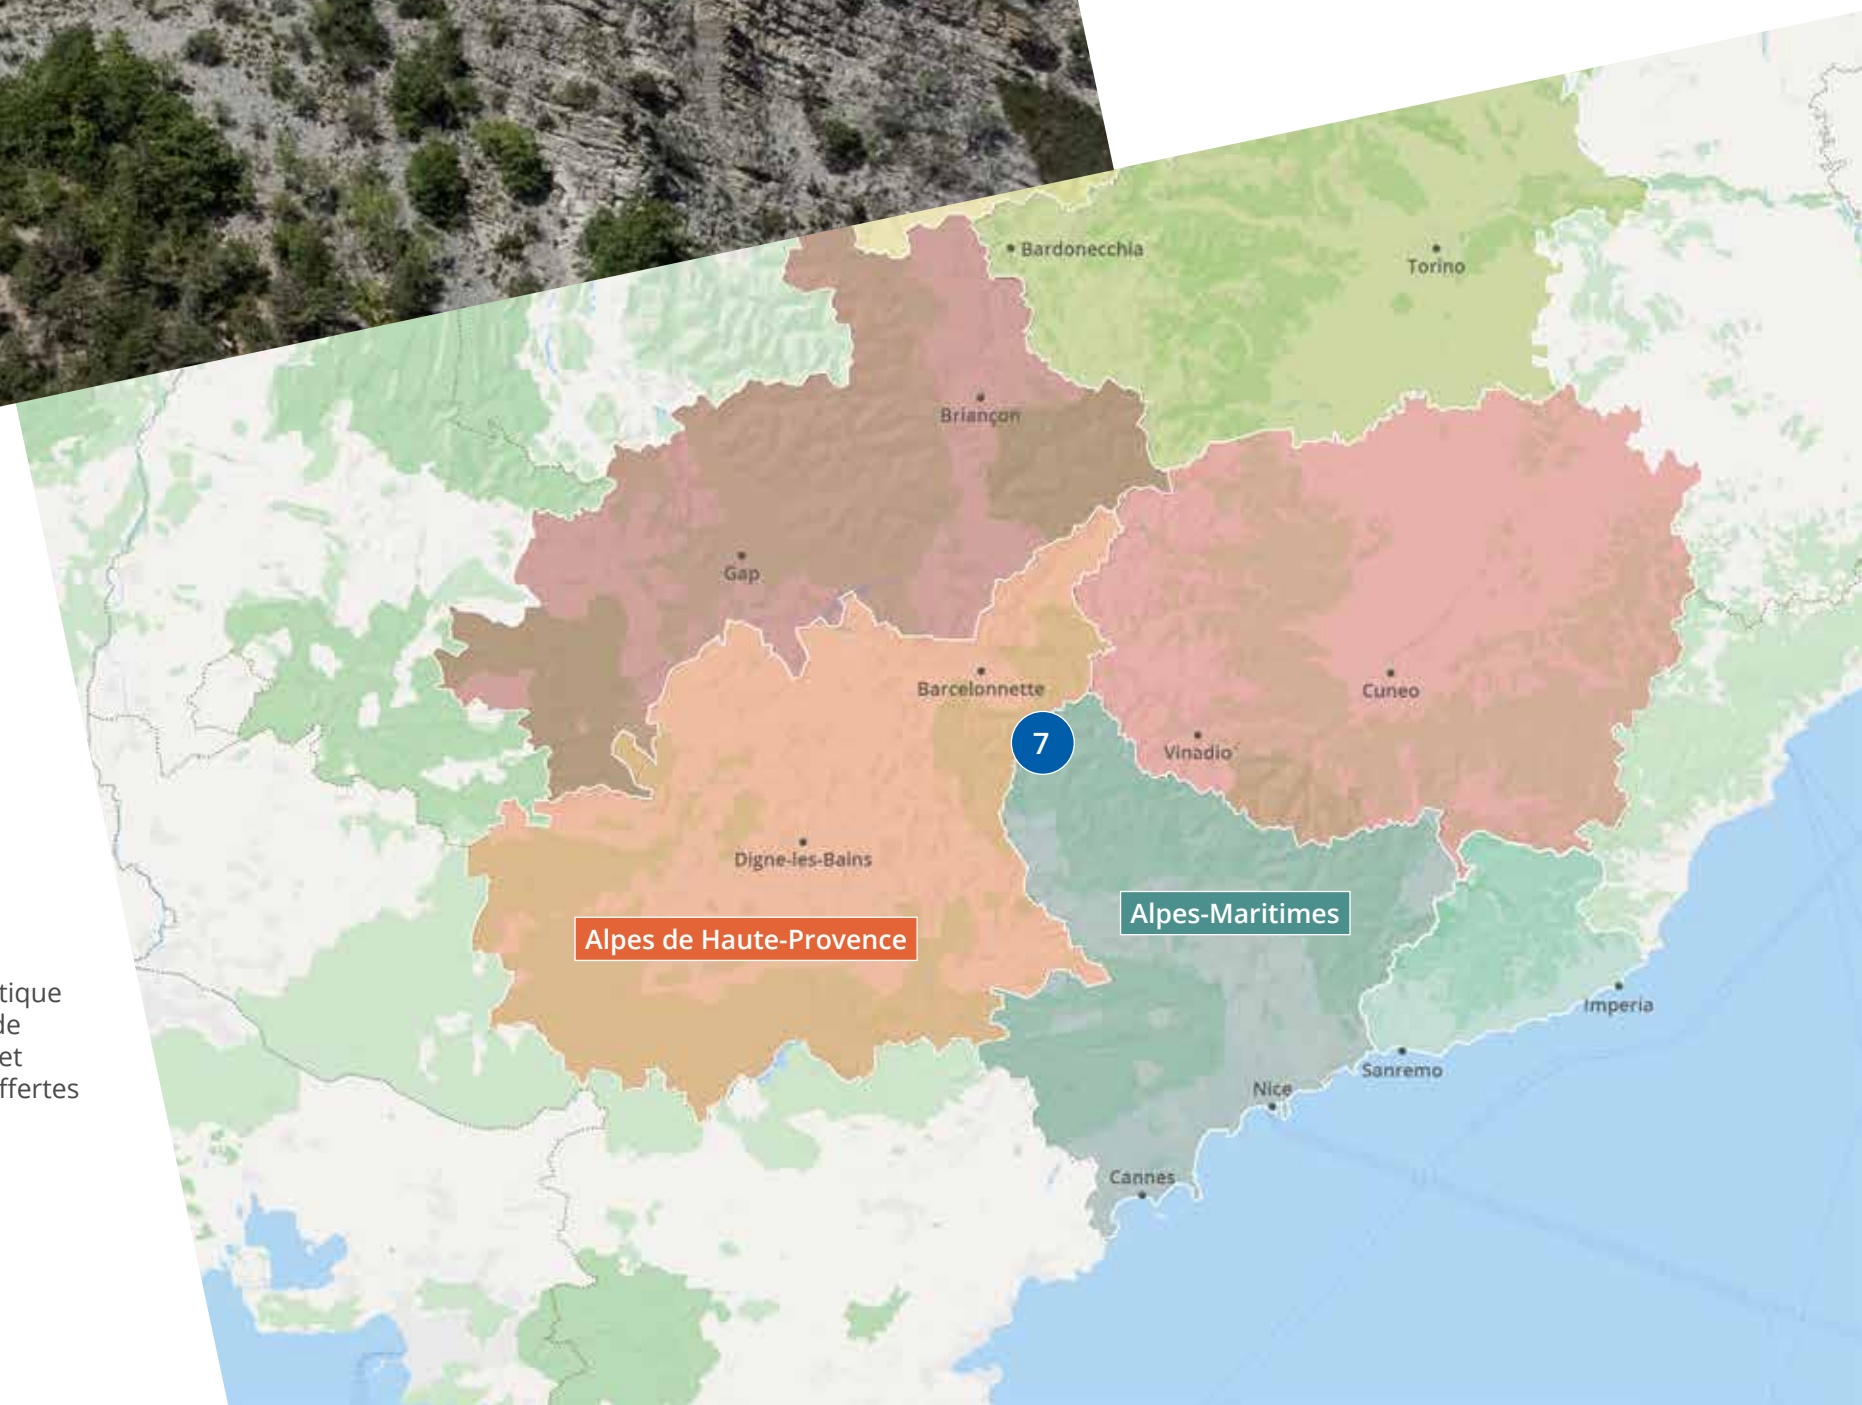 Bardonecchia
Torino
Briançon
Gap
Barcelonnette
Cuneo
7
Vinadio
Digne-les-Bains
Alpes-Maritimes
Alpes de Haute-Provence
tique
de
et
ffertes
Imperia
Sanremo
Nice
Cannes